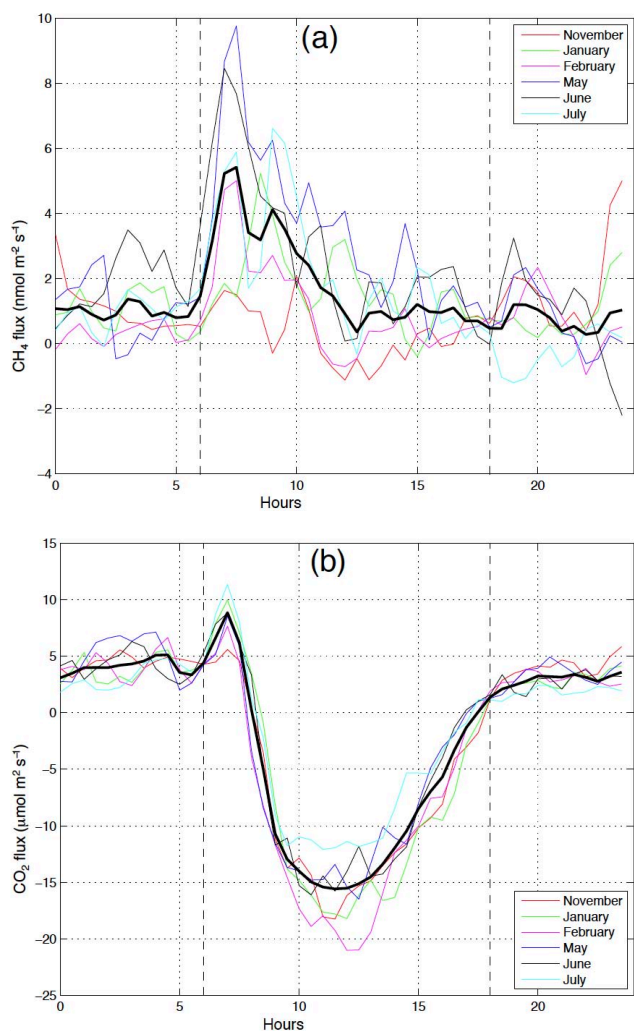 (a)
10
8
6
4
2
0
−2
−4
CH4 flux (nmol m−2 s−1)
0 5 10 15 20
Hours
November
January
February
May
June
July
(b)
15
10
5
0
−5
−10
−15
−20
−25
CO2 flux (μmol m−2 s−1)
0 5 10 15 20
Hours
November
January
February
May
June
July